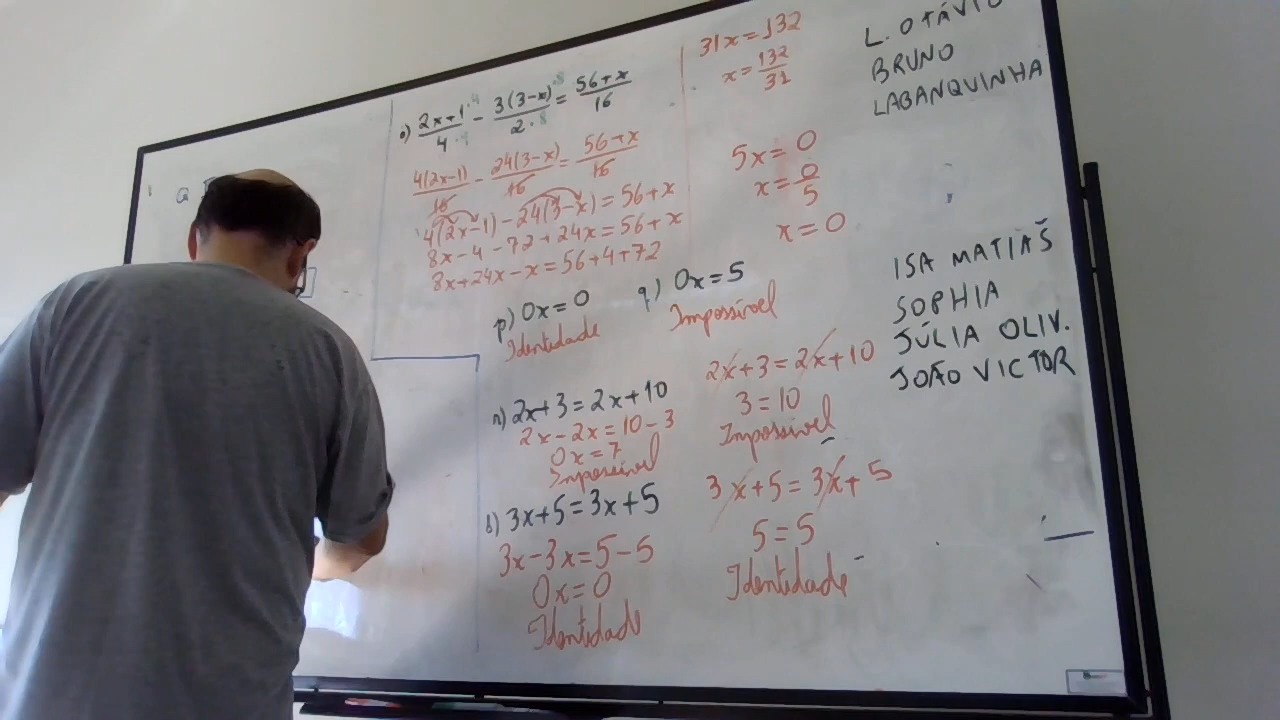 o) 2x+1/4 - 3(3-x)/2 = 56+x/16
4(2x-1)/16 - 24(3-x)/16 = 56+x/16
4(2x-1) - 24(3-x) = 56+x
8x-4-72+24x = 56+x
8x+24x-x = 56+4+72
31x=132
x=132/31
5x=0
x=0/5
x=0
p) 0x=0
Identidade
q) 0x=5
Impossível
r) 2x+3=2x+10
2x-2x=10-3
0x=7
Impossível
2x+3=2x+10
3=10
Impossível
s) 3x+5=3x+5
3x-3x=5-5
0x=0
Identidade
3x+5=3x+5
5=5
Identidade
L. OTÁVIO
BRUNO
LABANQUINHA
ISA MATIAS
SOPHIA
JÚLIA OLIV.
JOÃO VICTOR